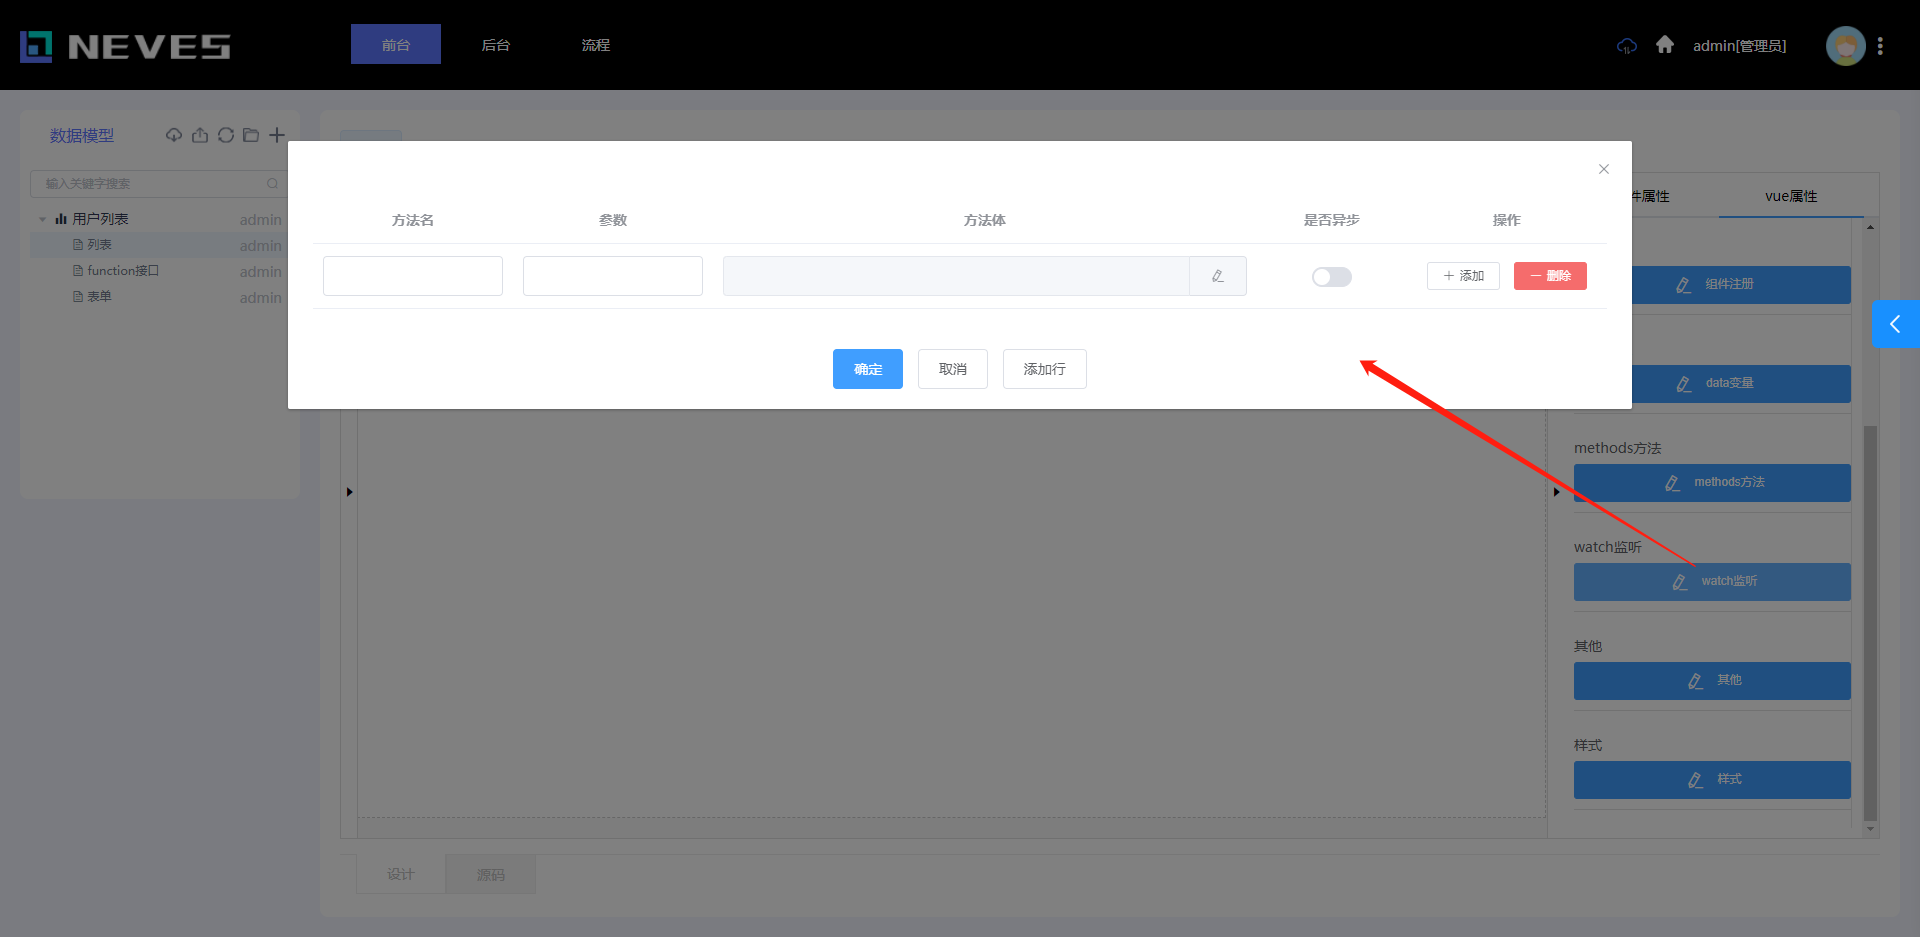 NEVES
前台
后台
流程
admin[管理员]
数据模型
输入关键字搜索
用户列表 admin
列表 admin
function接口 admin
表单 admin
方法名 参数 方法体 是否异步 操作
添加 删除
确定 取消 添加行
件属性 vue属性
组件注册
data变量
methods方法
methods方法
watch监听
watch监听
其他
其他
样式
样式
设计 源码